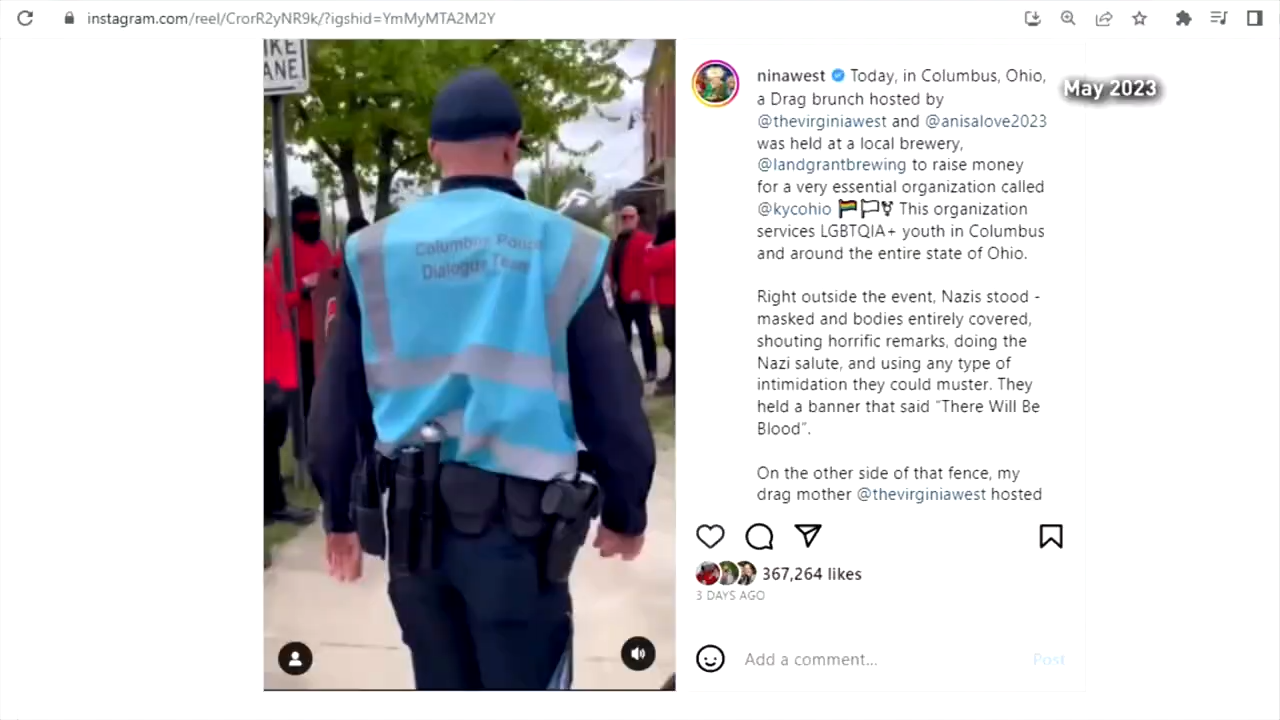 instagram.com/reel/CrorR2yNR9k/?igshid=YmMyMTA2M2Y
KE
ANE
Columbus Police
Dialogue Team
ninawest Today, in Columbus, Ohio,
a Drag brunch hosted by
@thevirginiawest and @anisalove2023
was held at a local brewery,
@landgrantbrewing to raise money
for a very essential organization called
@kycohio 🏳️‍🌈🏳⚧ This organization
services LGBTQIA+ youth in Columbus
and around the entire state of Ohio.
Right outside the event, Nazis stood -
masked and bodies entirely covered,
shouting horrific remarks, doing the
Nazi salute, and using any type of
intimidation they could muster. They
held a banner that said “There Will Be
Blood”.
On the other side of that fence, my
drag mother @thevirginiawest hosted
367,264 likes
3 DAYS AGO
Add a comment... Post
May 2023